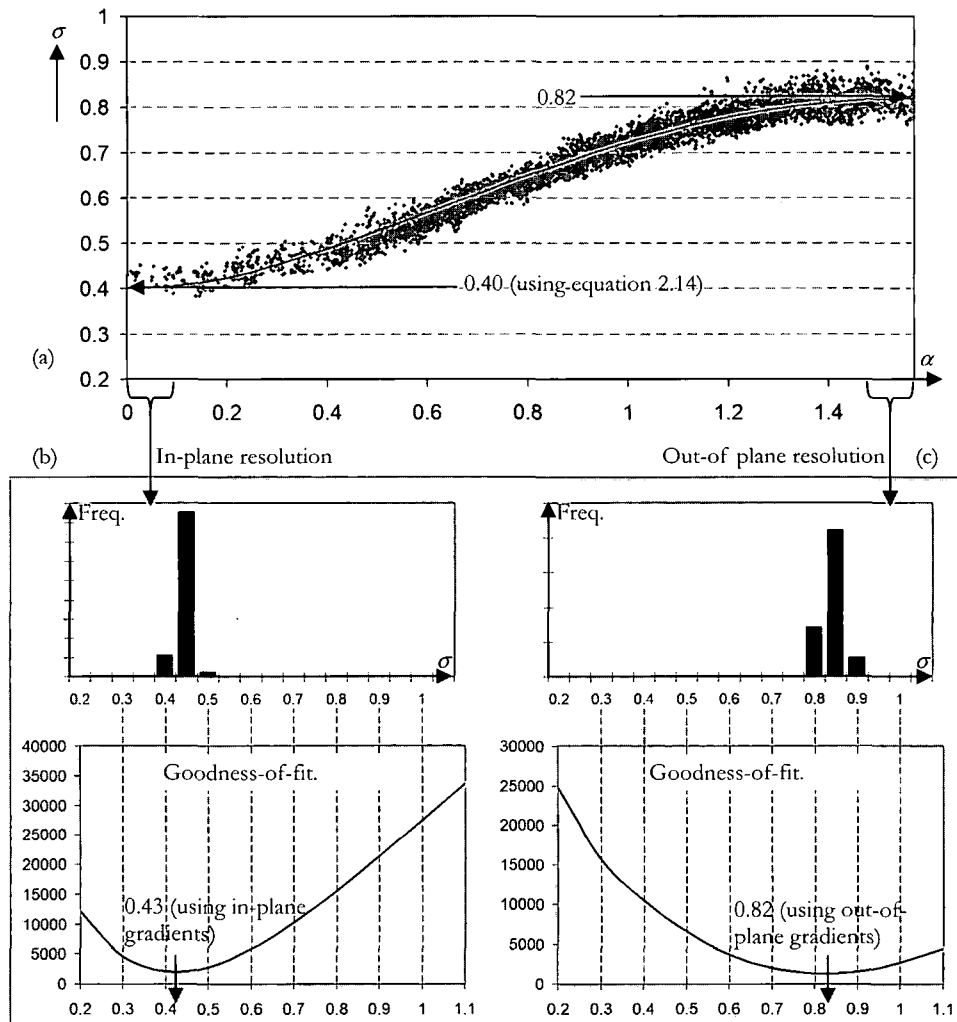 σ
1
0.9
0.8
0.7
0.6
0.5
0.4
0.3
0.2
0.82
0.40 (using equation 2.14)
(a)
α
0 0.2 0.4 0.6 0.8 1 1.2 1.4
(b) In-plane resolution
Out-of plane resolution (c)
Freq.
σ
0.2 0.3 0.4 0.5 0.6 0.7 0.8 0.9 1
Freq.
σ
0.2 0.3 0.4 0.5 0.6 0.7 0.8 0.9 1
40000
35000
30000
25000
20000
15000
10000
5000
0
Goodness-of-fit.
0.43 (using in-plane
gradients)
0.2 0.3 0.4 0.5 0.6 0.7 0.8 0.9 1 1.1
30000
25000
20000
15000
10000
5000
0
Goodness-of-fit.
0.82 (using out-of-
plane gradients)
0.2 0.3 0.4 0.5 0.6 0.7 0.8 0.9 1 1.1